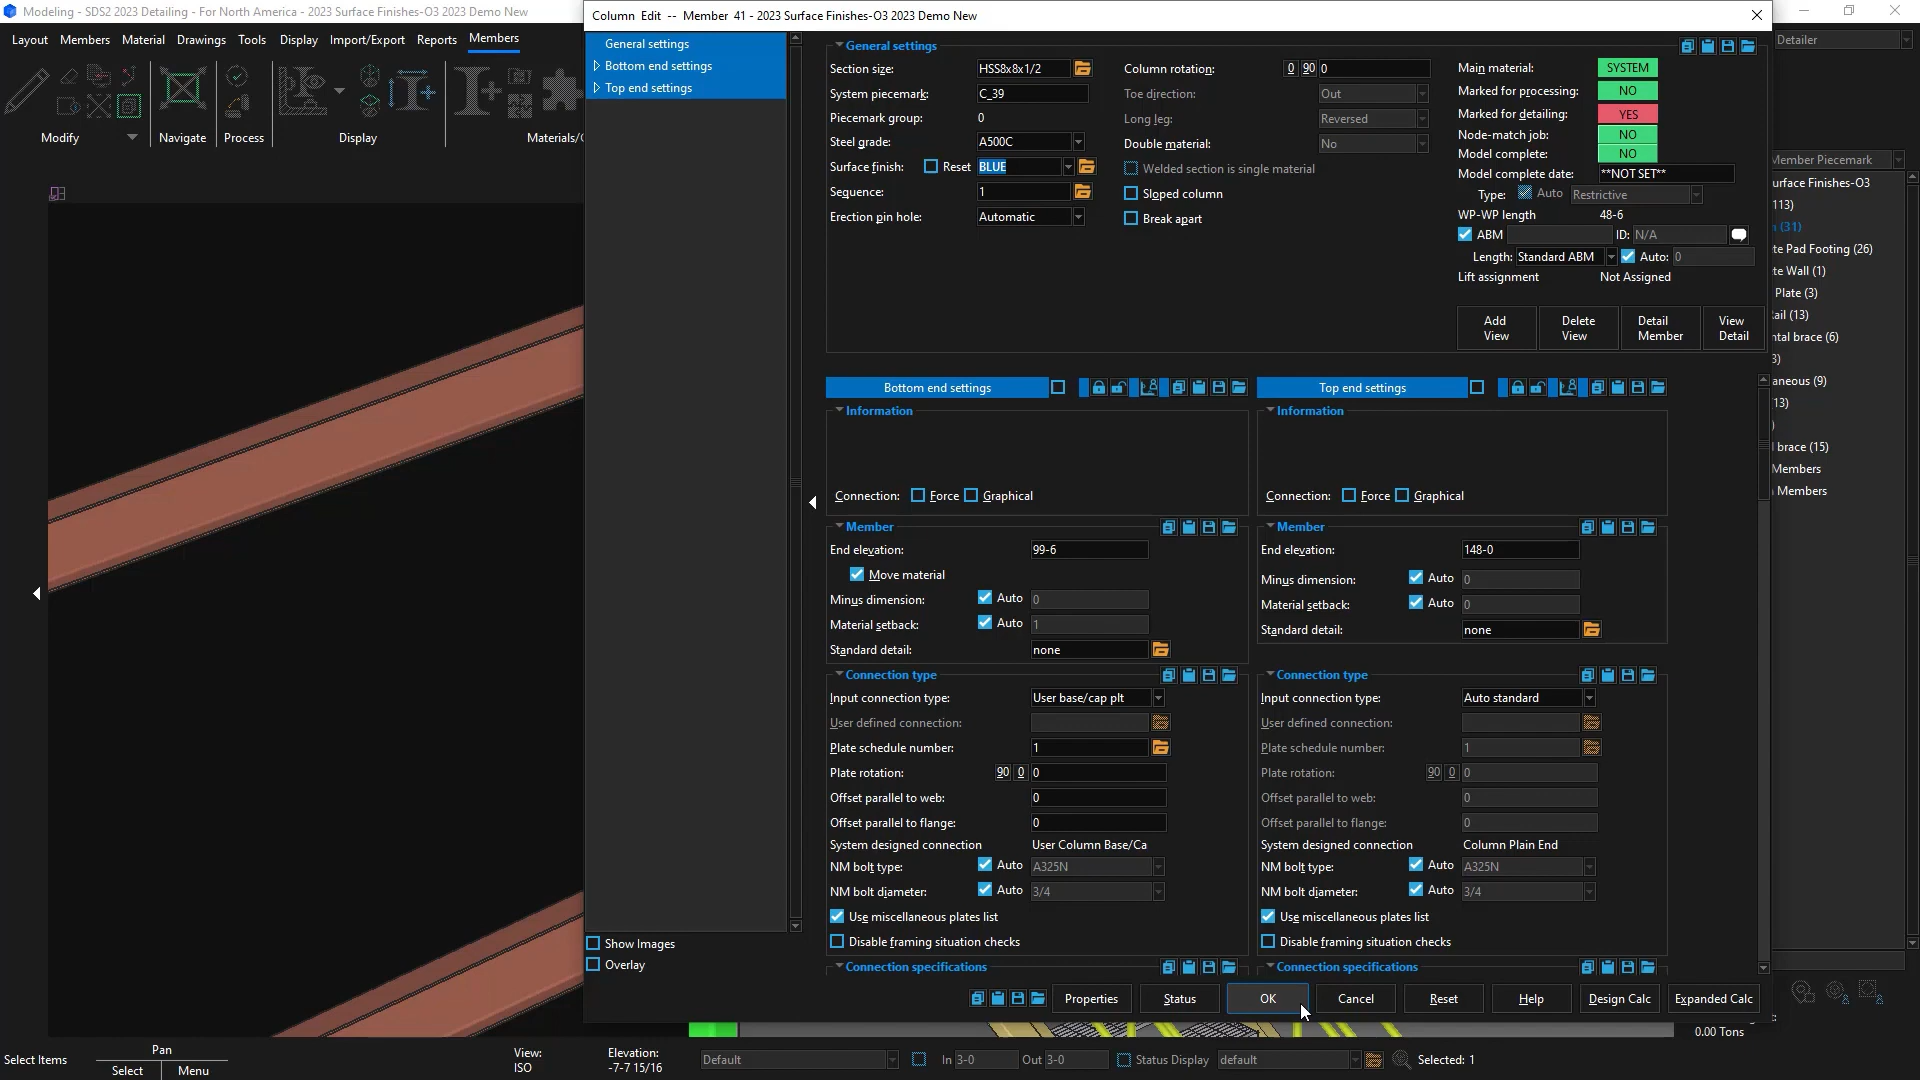 Modeling - SDS2 2023 Detailing - For North America - 2023 Surface Finishes-O3 2023 Demo New
Column Edit -- Member 41 - 2023 Surface Finishes-O3 2023 Demo New
Layout Members Material Drawings Tools Display Import/Export Reports Members
Detailer
Modify Navigate Process Display Materials/C
General settings
Bottom end settings
Top end settings
Show Images
Overlay
General settings
Section size: HSS8x8x1/2
System piecemark: C_39
Piecemark group: 0
Steel grade: A500C
Surface finish: Reset BLUE
Sequence: 1
Erection pin hole: Automatic
Column rotation: 0 90 0
Toe direction: Out
Long leg: Reversed
Double material: No
Welded section is single material
Sloped column
Break apart
Main material: SYSTEM
Marked for processing: NO
Marked for detailing: YES
Node-match job: NO
Model complete: NO
Model complete date: **NOT SET**
Type: Auto Restrictive
WP-WP length 48-6
ABM ID: N/A
Length: Standard ABM Auto: 0
Lift assignment Not Assigned
Add View
Delete View
Detail Member
View Detail
Bottom end settings
Information
Connection: Force Graphical
Member
End elevation: 99-6
Move material
Minus dimension: Auto 0
Material setback: Auto 1
Standard detail: none
Connection type
Input connection type: User base/cap plt
User defined connection:
Plate schedule number: 1
Plate rotation: 90 0 0
Offset parallel to web: 0
Offset parallel to flange: 0
System designed connection User Column Base/Ca
NM bolt type: Auto A325N
NM bolt diameter: Auto 3/4
Use miscellaneous plates list
Disable framing situation checks
Connection specifications
Top end settings
Information
Connection: Force Graphical
Member
End elevation: 148-0
Minus dimension: Auto 0
Material setback: Auto 0
Standard detail: none
Connection type
Input connection type: Auto standard
User defined connection:
Plate schedule number: 1
Plate rotation: 90 0 0
Offset parallel to web: 0
Offset parallel to flange: 0
System designed connection Column Plain End
NM bolt type: Auto A325N
NM bolt diameter: Auto 3/4
Use miscellaneous plates list
Disable framing situation checks
Connection specifications
Properties Status OK Cancel Reset Help Design Calc Expanded Calc
Member Piecemark
urface Finishes-O3
113)
(31)
te Pad Footing (26)
te Wall (1)
Plate (3)
ail (13)
ntal brace (6)
3)
aneous (9)
13)
)
l brace (15)
Members
Members
0.00 Tons
Select Items
Pan
Select Menu
View:
ISO
Elevation:
-7-7 15/16
Default In 3-0 Out 3-0 Status Display default Selected: 1